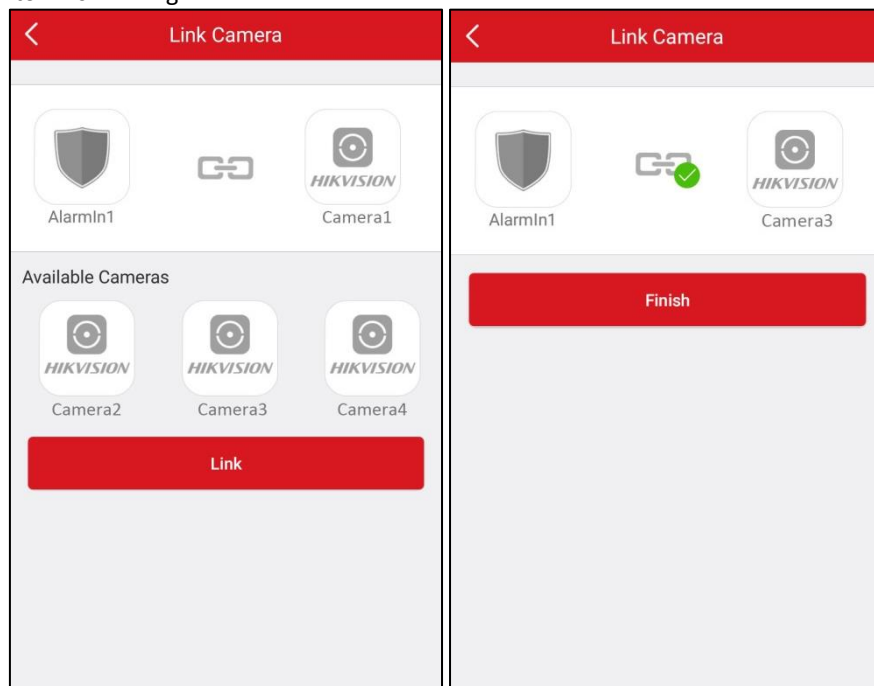 Link Camera
HIKVISION
AlarmIn1
Camera1
Available Cameras
HIKVISION
HIKVISION
HIKVISION
Camera2
Camera3
Camera4
Link
Link Camera
HIKVISION
AlarmIn1
Camera3
Finish